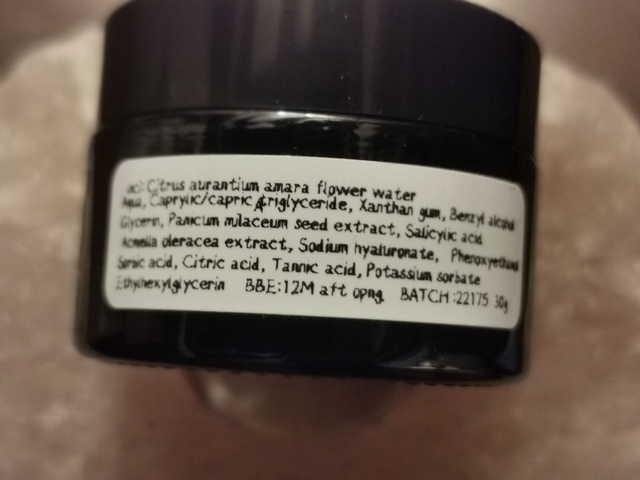 inci: Citrus aurantium amara flower water
Aqua, Caprylic/capric triglyceride, Xanthan gum, Benzyl alcohol
Glycerin, Panicum milaceum seed extract, Salicylic acid
Acmella oleracea extract, Sodium hyaluronate, Phenoxyethanol
Sorbic acid, Citric acid, Tannic acid, Potassium sorbate
Ethylhexylglycerin BBE:12M aft opng. BATCH:22175 30g